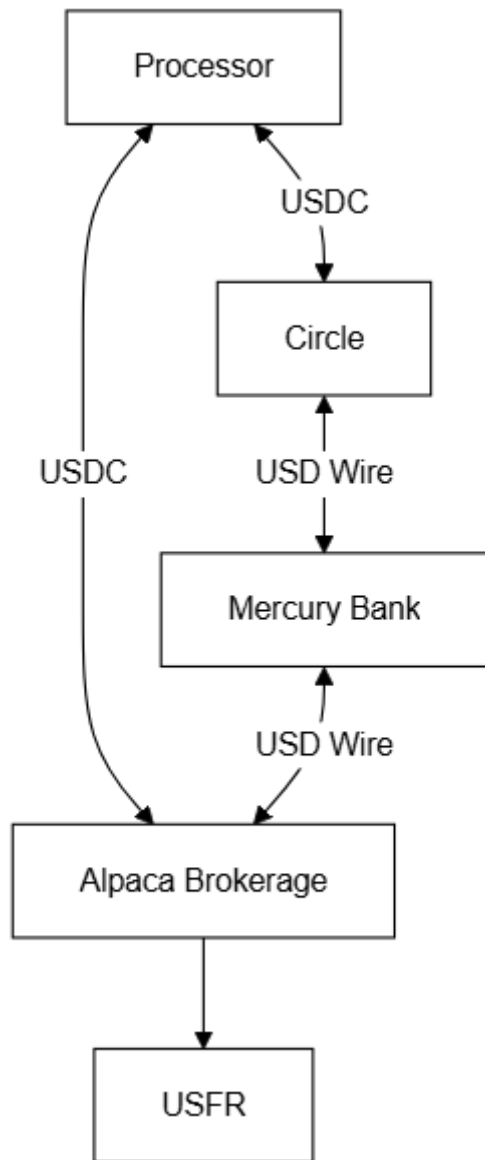 Processor
USDC
Circle
USDC
USD Wire
Mercury Bank
USD Wire
Alpaca Brokerage
USFR